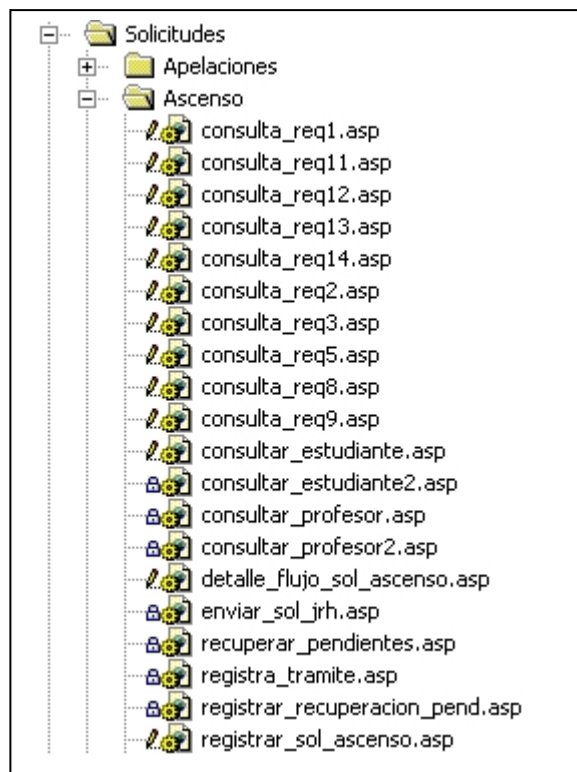 Solicitudes
Apelaciones
Ascenso
consulta_req1.asp
consulta_req11.asp
consulta_req12.asp
consulta_req13.asp
consulta_req14.asp
consulta_req2.asp
consulta_req3.asp
consulta_req5.asp
consulta_req8.asp
consulta_req9.asp
consultar_estudiante.asp
consultar_estudiante2.asp
consultar_profesor.asp
consultar_profesor2.asp
detalle_flujo_sol_ascenso.asp
enviar_sol_jrh.asp
recuperar_pendientes.asp
registra_tramite.asp
registrar_recuperacion_pend.asp
registrar_sol_ascenso.asp